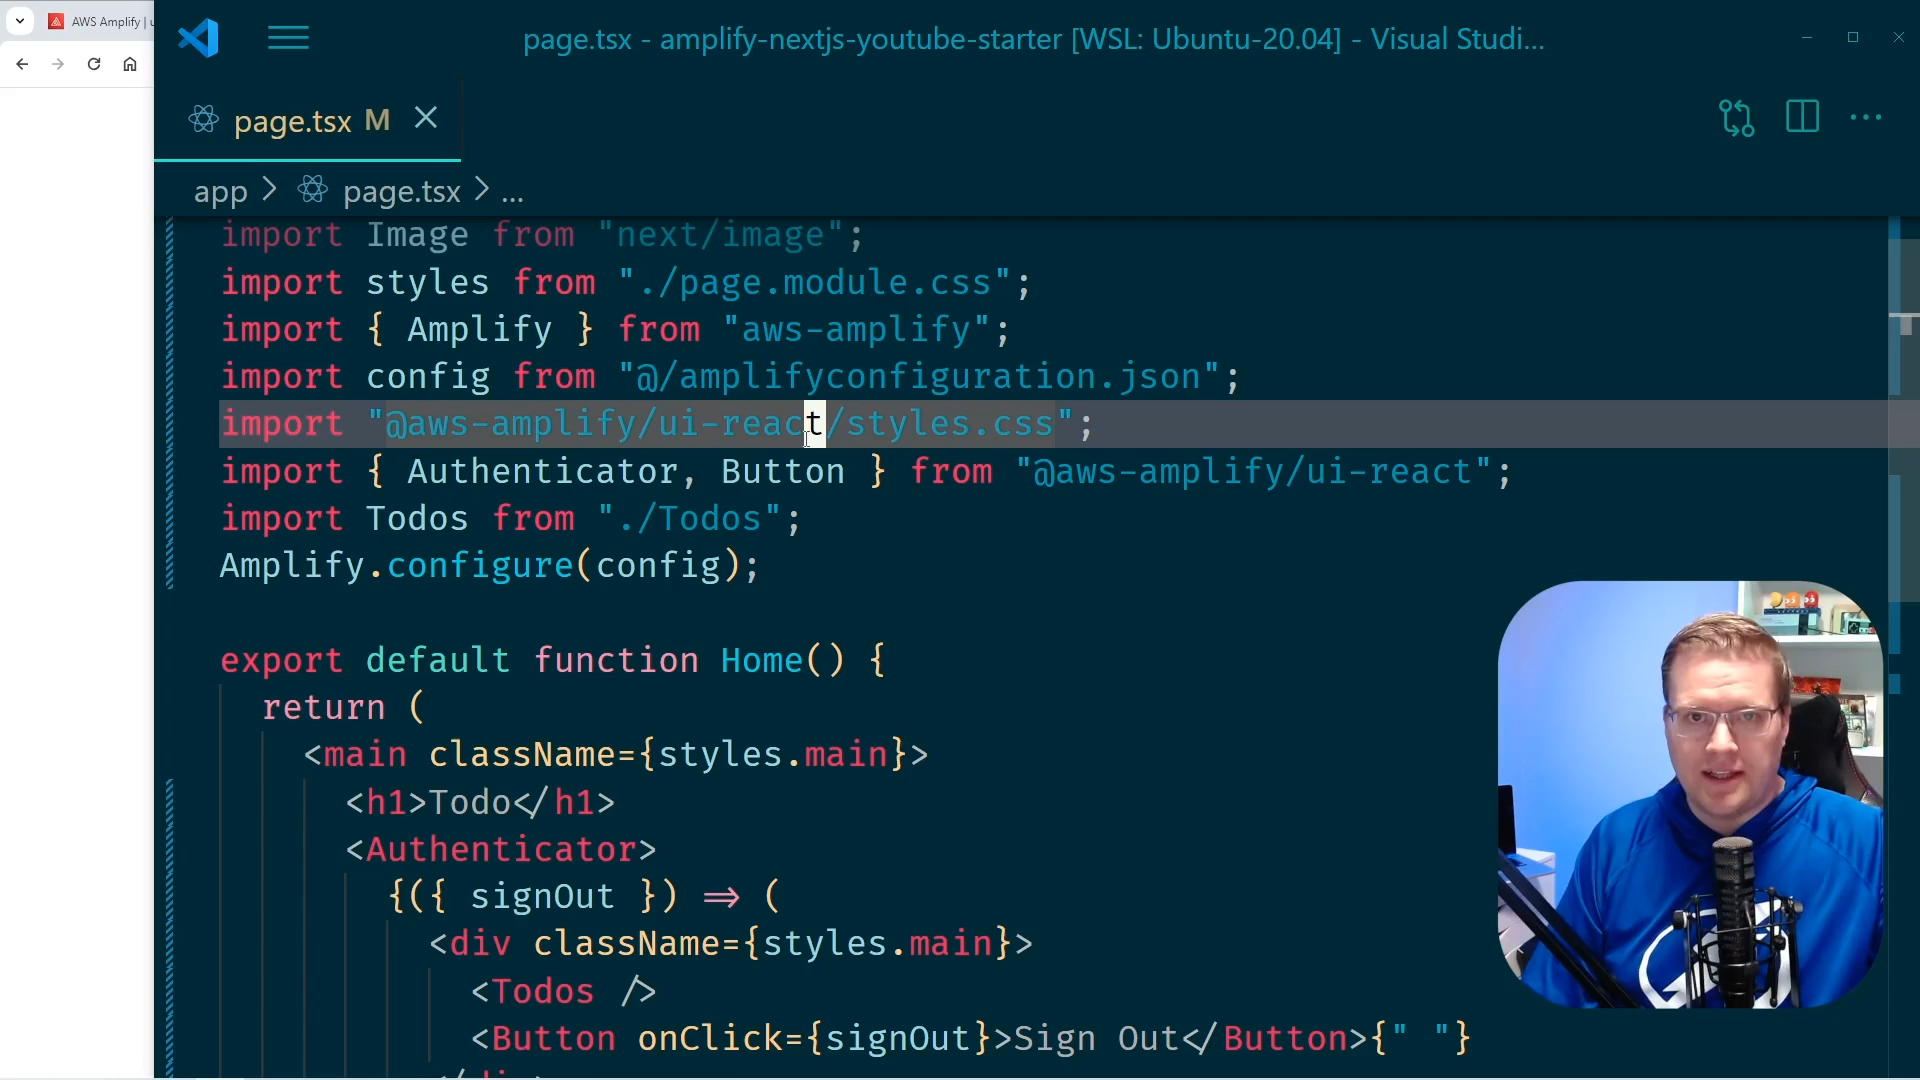 AWS Amplify | u
page.tsx - amplify-nextjs-youtube-starter [WSL: Ubuntu-20.04] - Visual Studi...
page.tsx M
app > page.tsx > ...
import Image from "next/image";
import styles from "./page.module.css";
import { Amplify } from "aws-amplify";
import config from "@/amplifyconfiguration.json";
import "@aws-amplify/ui-react/styles.css";
import { Authenticator, Button } from "@aws-amplify/ui-react";
import Todos from "./Todos";
Amplify.configure(config);
export default function Home() {
return (
<main className={styles.main}>
<h1>Todo</h1>
<Authenticator>
{({ signOut }) => (
<div className={styles.main}>
<Todos />
<Button onClick={signOut}>Sign Out</Button>{" "}
</div>